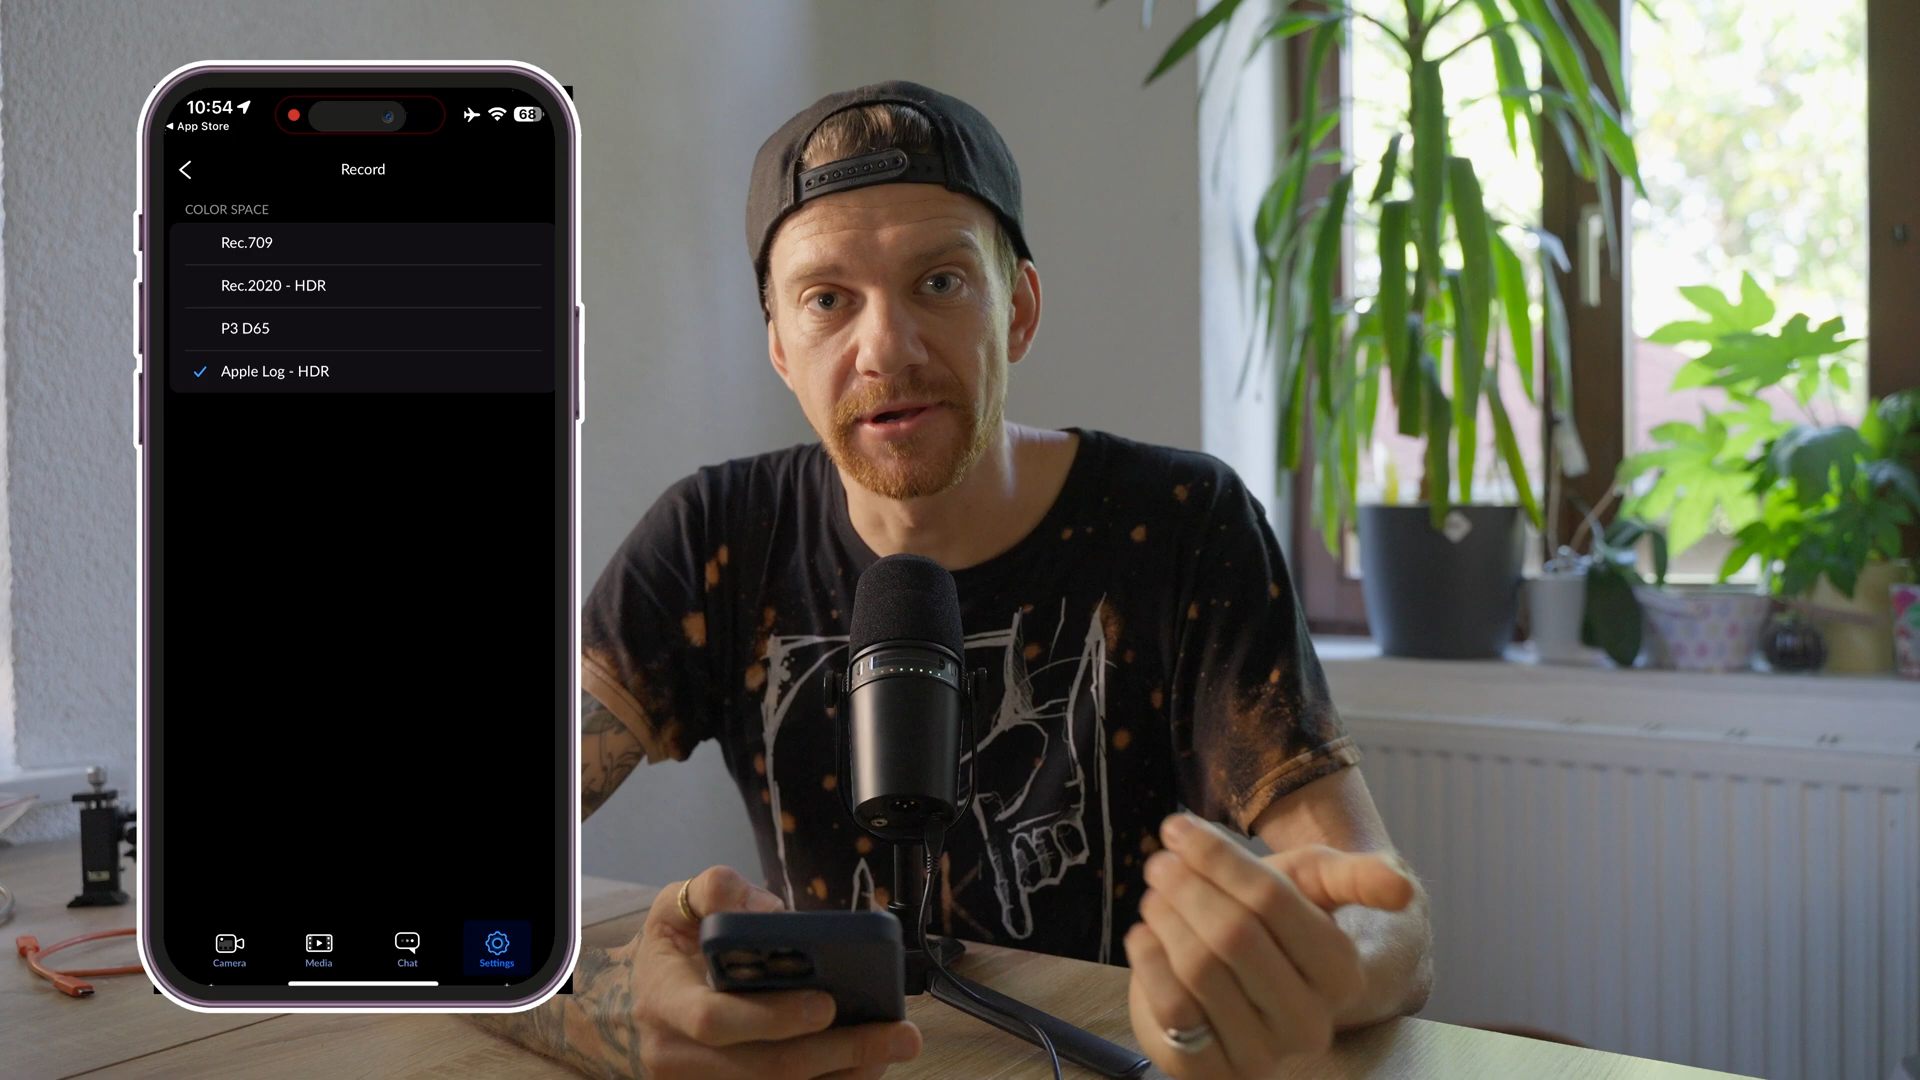 10:54
68
App Store
Record
COLOR SPACE
Rec.709
Rec.2020 - HDR
P3 D65
Apple Log - HDR
Camera
Media
Chat
Settings